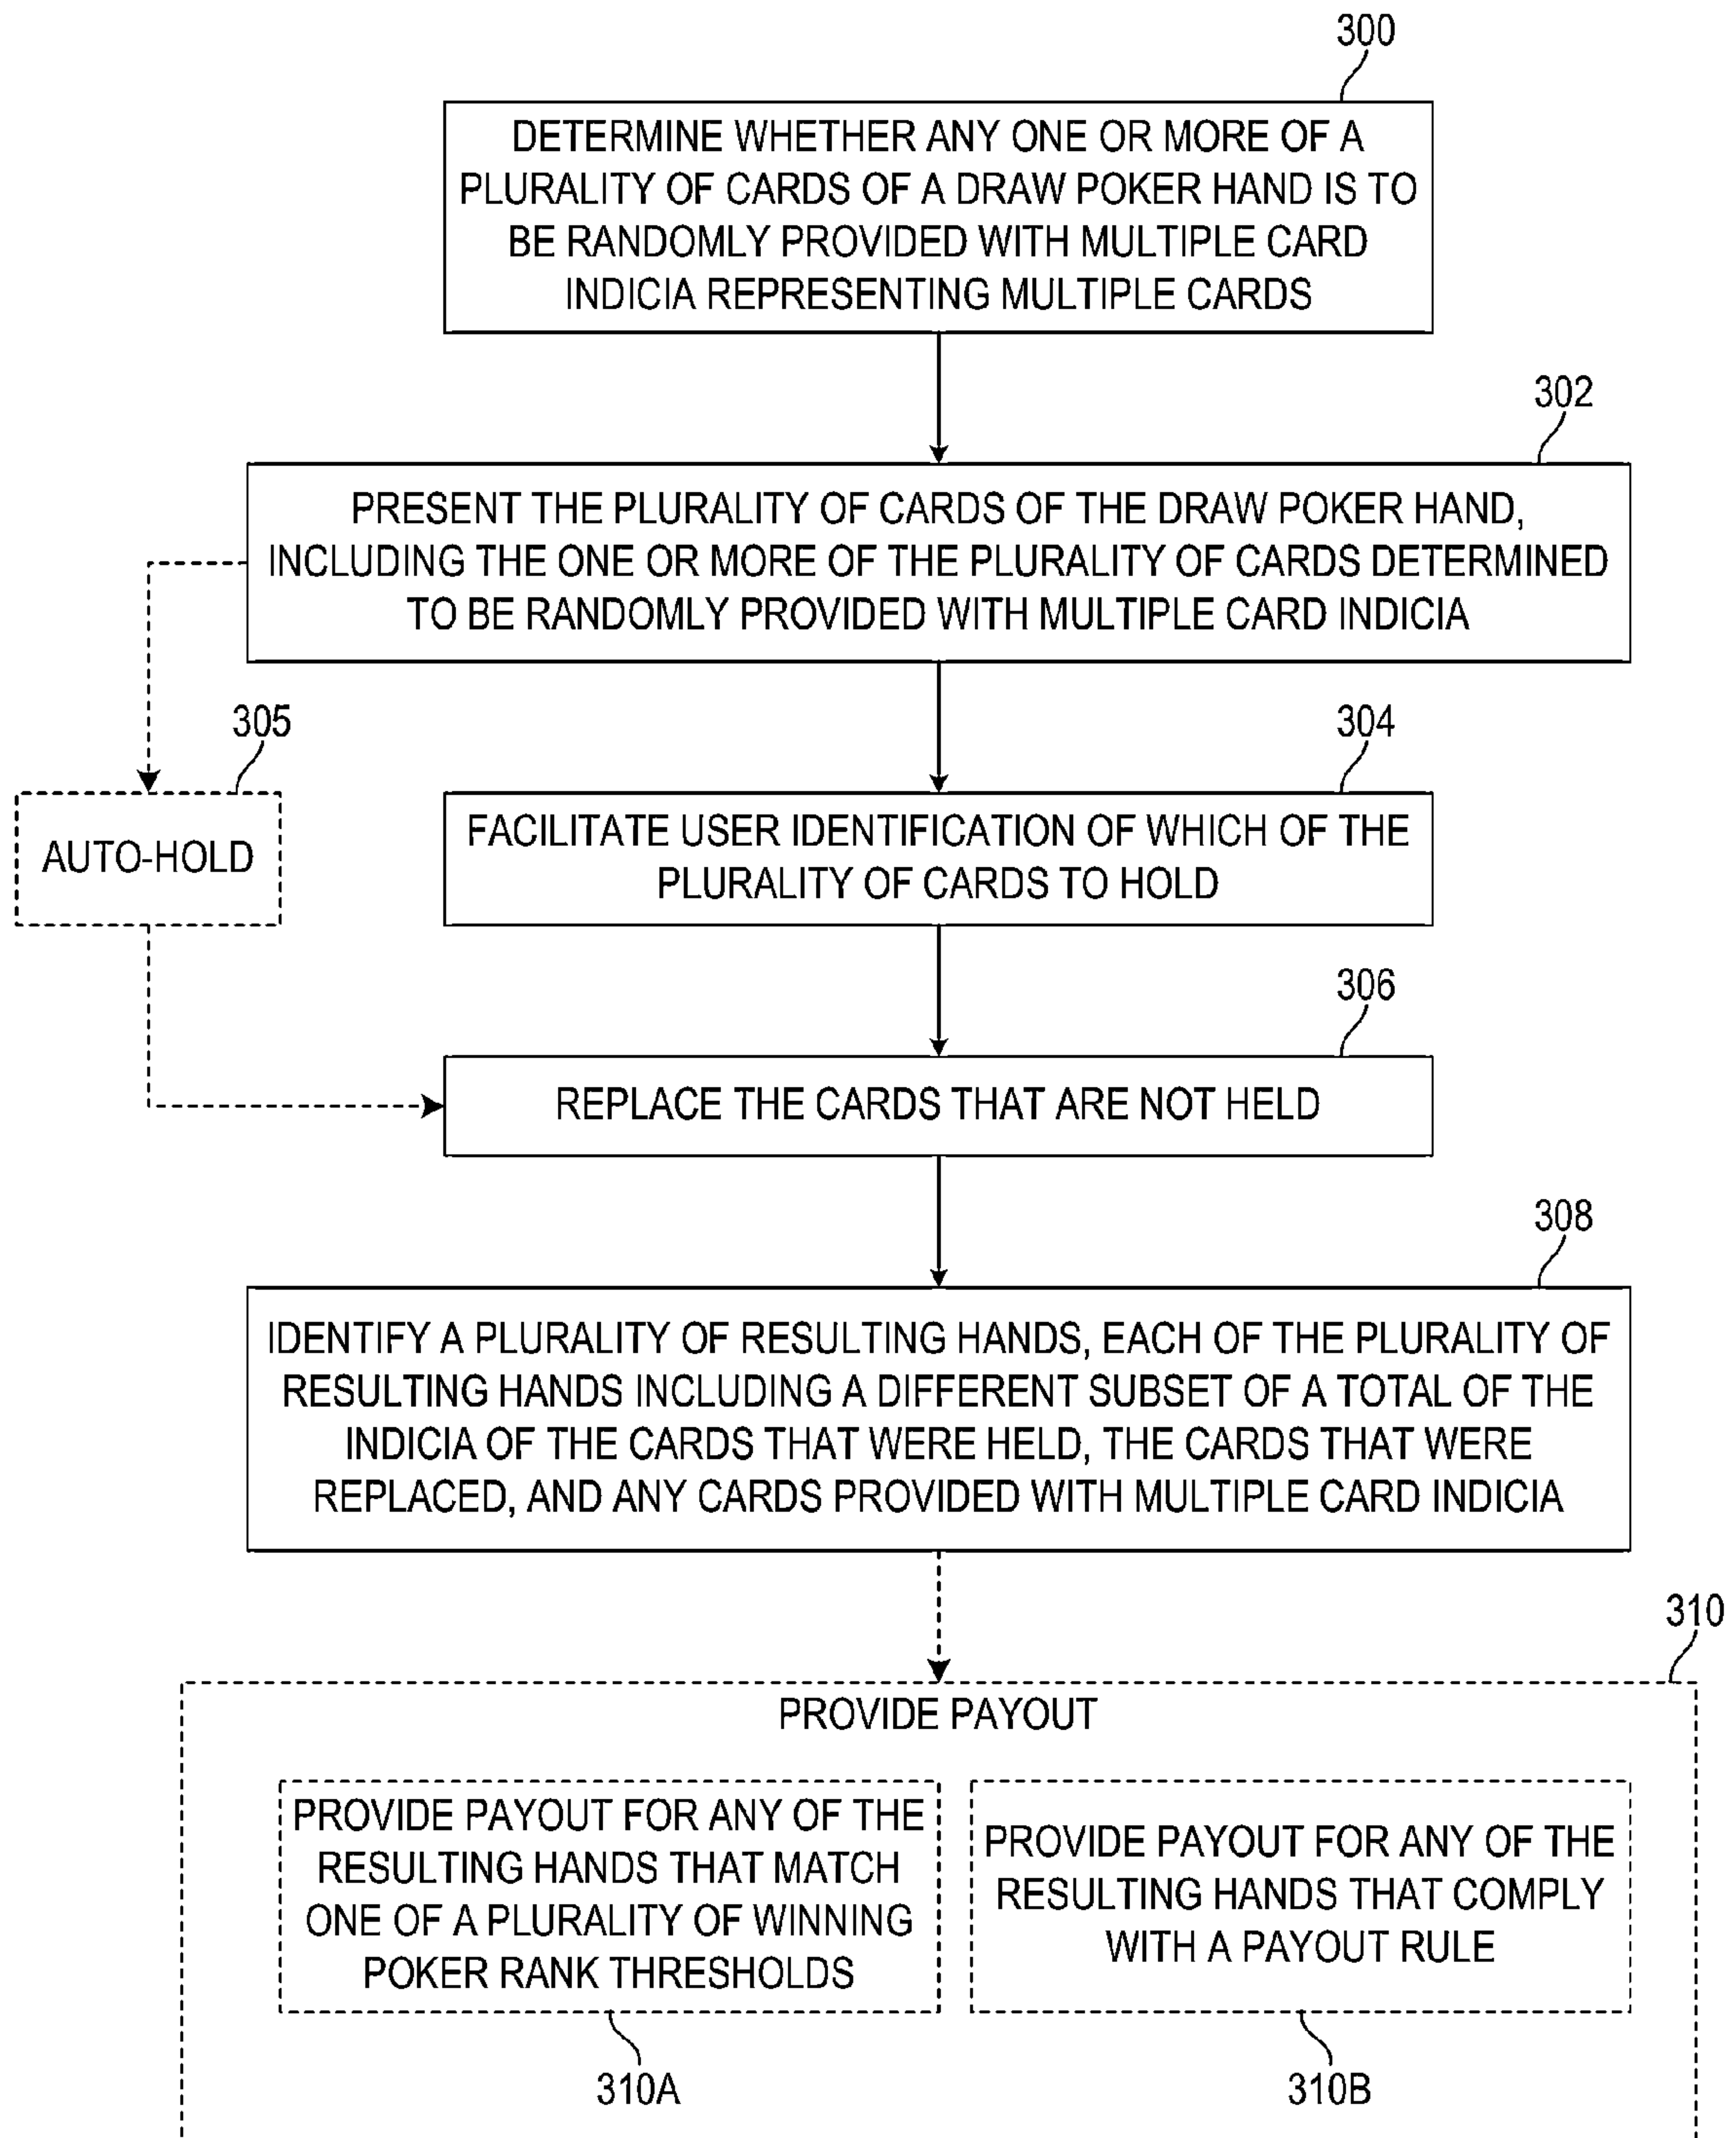 300
DETERMINE WHETHER ANY ONE OR MORE OF A
PLURALITY OF CARDS OF A DRAW POKER HAND IS TO
BE RANDOMLY PROVIDED WITH MULTIPLE CARD
INDICIA REPRESENTING MULTIPLE CARDS
302
PRESENT THE PLURALITY OF CARDS OF THE DRAW POKER HAND,
INCLUDING THE ONE OR MORE OF THE PLURALITY OF CARDS DETERMINED
TO BE RANDOMLY PROVIDED WITH MULTIPLE CARD INDICIA
305
AUTO-HOLD
304
FACILITATE USER IDENTIFICATION OF WHICH OF THE
PLURALITY OF CARDS TO HOLD
306
REPLACE THE CARDS THAT ARE NOT HELD
308
IDENTIFY A PLURALITY OF RESULTING HANDS, EACH OF THE PLURALITY OF
RESULTING HANDS INCLUDING A DIFFERENT SUBSET OF A TOTAL OF THE
INDICIA OF THE CARDS THAT WERE HELD, THE CARDS THAT WERE
REPLACED, AND ANY CARDS PROVIDED WITH MULTIPLE CARD INDICIA
310
PROVIDE PAYOUT
PROVIDE PAYOUT FOR ANY OF THE
RESULTING HANDS THAT MATCH
ONE OF A PLURALITY OF WINNING
POKER RANK THRESHOLDS
310A
PROVIDE PAYOUT FOR ANY OF THE
RESULTING HANDS THAT COMPLY
WITH A PAYOUT RULE
310B